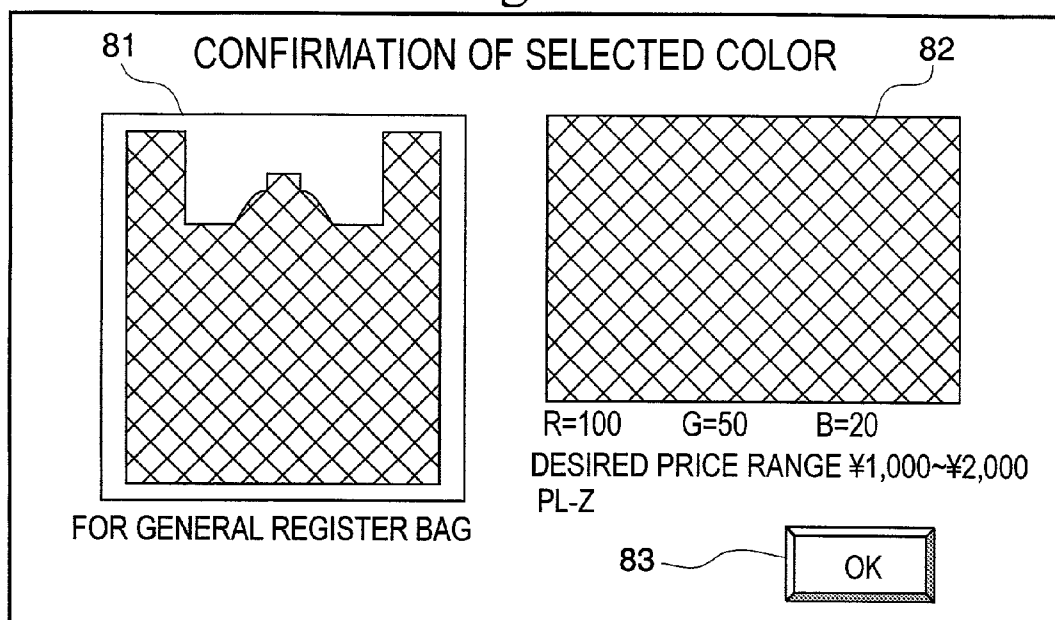 81
CONFIRMATION OF SELECTED COLOR
82
R=100 G=50 B=20
DESIRED PRICE RANGE ¥1,000~¥2,000
PL-Z
FOR GENERAL REGISTER BAG
83
OK